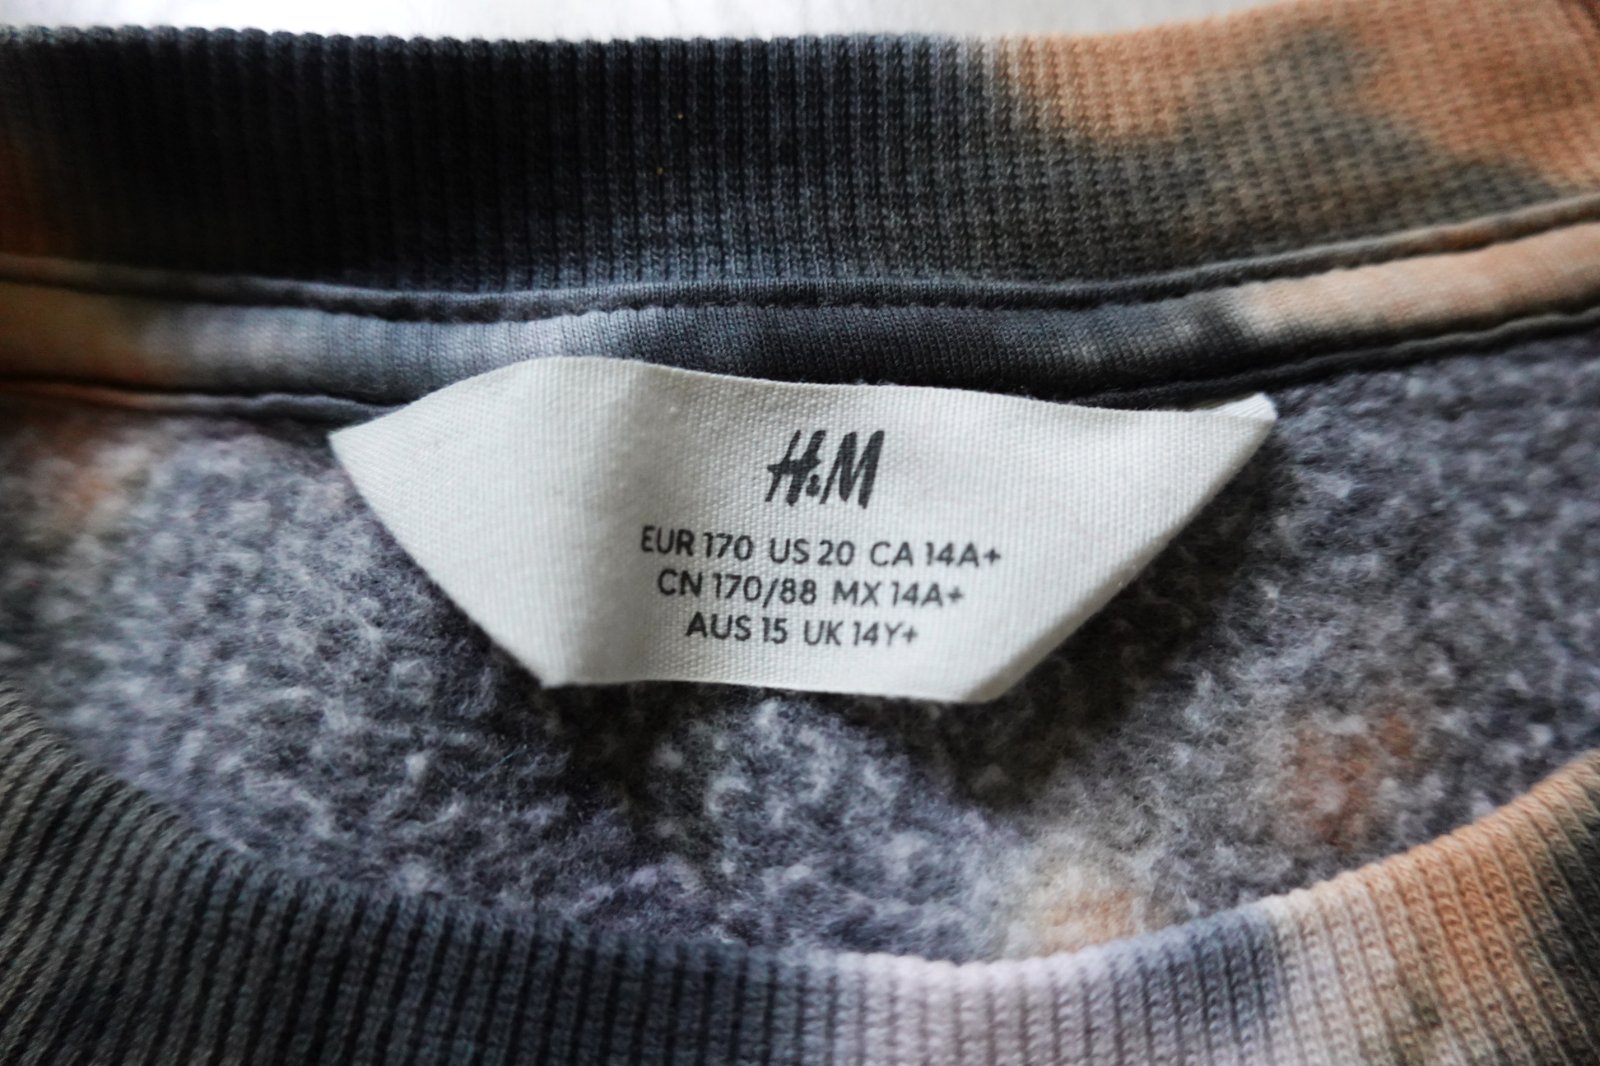 H&M
EUR 170 US 20 CA 14A+
CN 170/88 MX 14A+
AUS 15 UK 14Y+